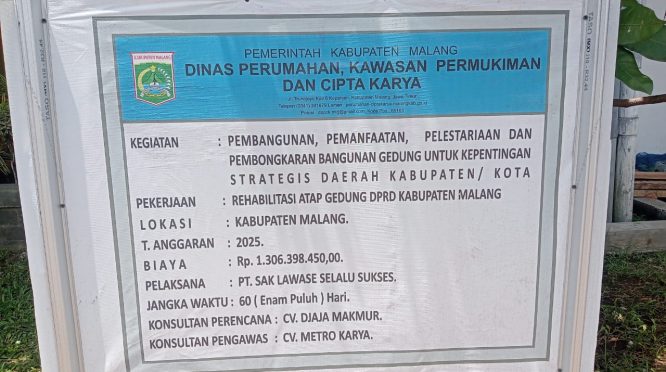 PEMERINTAH KABUPATEN MALANG
DINAS PERUMAHAN, KAWASAN PERMUKIMAN
DAN CIPTA KARYA
KEGIATAN : PEMBANGUNAN, PEMANFAATAN, PELESTARIAAN DAN
PEMBONGKARAN BANGUNAN GEDUNG UNTUK KEPENTINGAN
STRATEGIS DAERAH KABUPATEN/ KOTA
PEKERJAAN : REHABILITASI ATAP GEDUNG DPRD KABUPATEN MALANG
LOKASI : KABUPATEN MALANG.
T. ANGGARAN : 2025.
BIAYA : Rp. 1.306.398.450,00.
PELAKSANA : PT. SAK LAWASE SELALU SUKSES.
JANGKA WAKTU : 60 ( Enam Puluh ) Hari.
KONSULTAN PERENCANA : CV. DJAJA MAKMUR.
KONSULTAN PENGAWAS : CV. METRO KARYA.